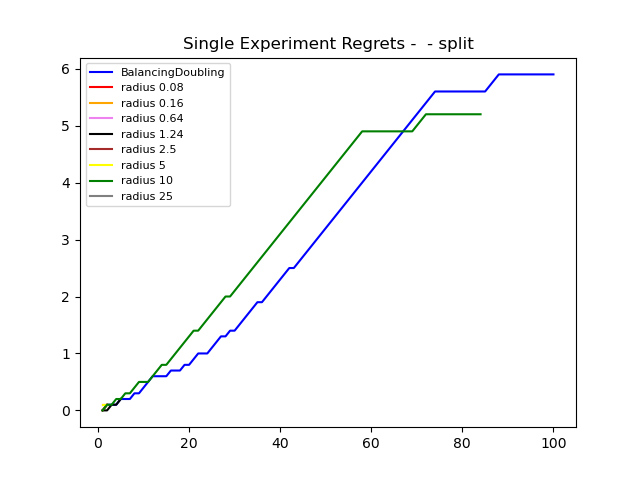 Single Experiment Regrets -  - split
BalancingDoubling
radius 0.08
radius 0.16
radius 0.64
radius 1.24
radius 2.5
radius 5
radius 10
radius 25
6
5
4
3
2
1
0
0 20 40 60 80 100